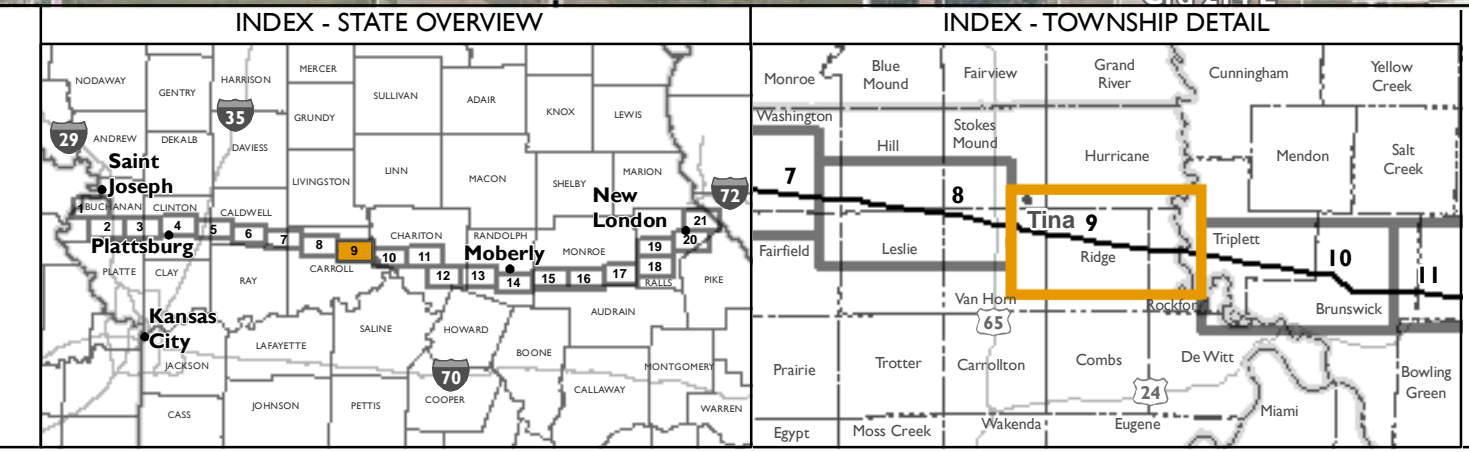 INDEX - STATE OVERVIEW
NODAWAY
GENTRY
HARRISON
MERCER
SULLIVAN
ADAIR
KNOX
LEWIS
35
GRUNDY
29
ANDREW
DEKALB
DAVIESS
LIVINGSTON
LINN
MACON
SHELBY
MARION
72
Saint
Joseph
New
London
1
BUCHANAN
CLINTON
CALDWELL
CHARITON
RANDOLPH
MONROE
2
3
4
5
6
7
8
9
10
11
12
13
14
15
16
17
18
19
20
21
Plattsburg
Moberly
PLATTE
CLAY
RAY
CARROLL
RALLS
PIKE
AUDRAIN
Kansas
City
SALINE
HOWARD
LAFAYETTE
BOONE
JACKSON
70
MONTGOMERY
COOPER
CALLAWAY
CASS
JOHNSON
PETTIS
WARREN
INDEX - TOWNSHIP DETAIL
Monroe
Blue
Mound
Fairview
Grand
River
Cunningham
Yellow
Creek
Washington
Stokes
Mound
Hill
Hurricane
Mendon
Salt
Creek
7
8
Tina
9
Fairfield
Leslie
Ridge
Triplett
10
11
Van Horn
Rockford
Brunswick
65
Prairie
Trotter
Carrollton
Combs
De Witt
Bowling
Green
24
Miami
Egypt
Moss Creek
Wakenda
Eugene